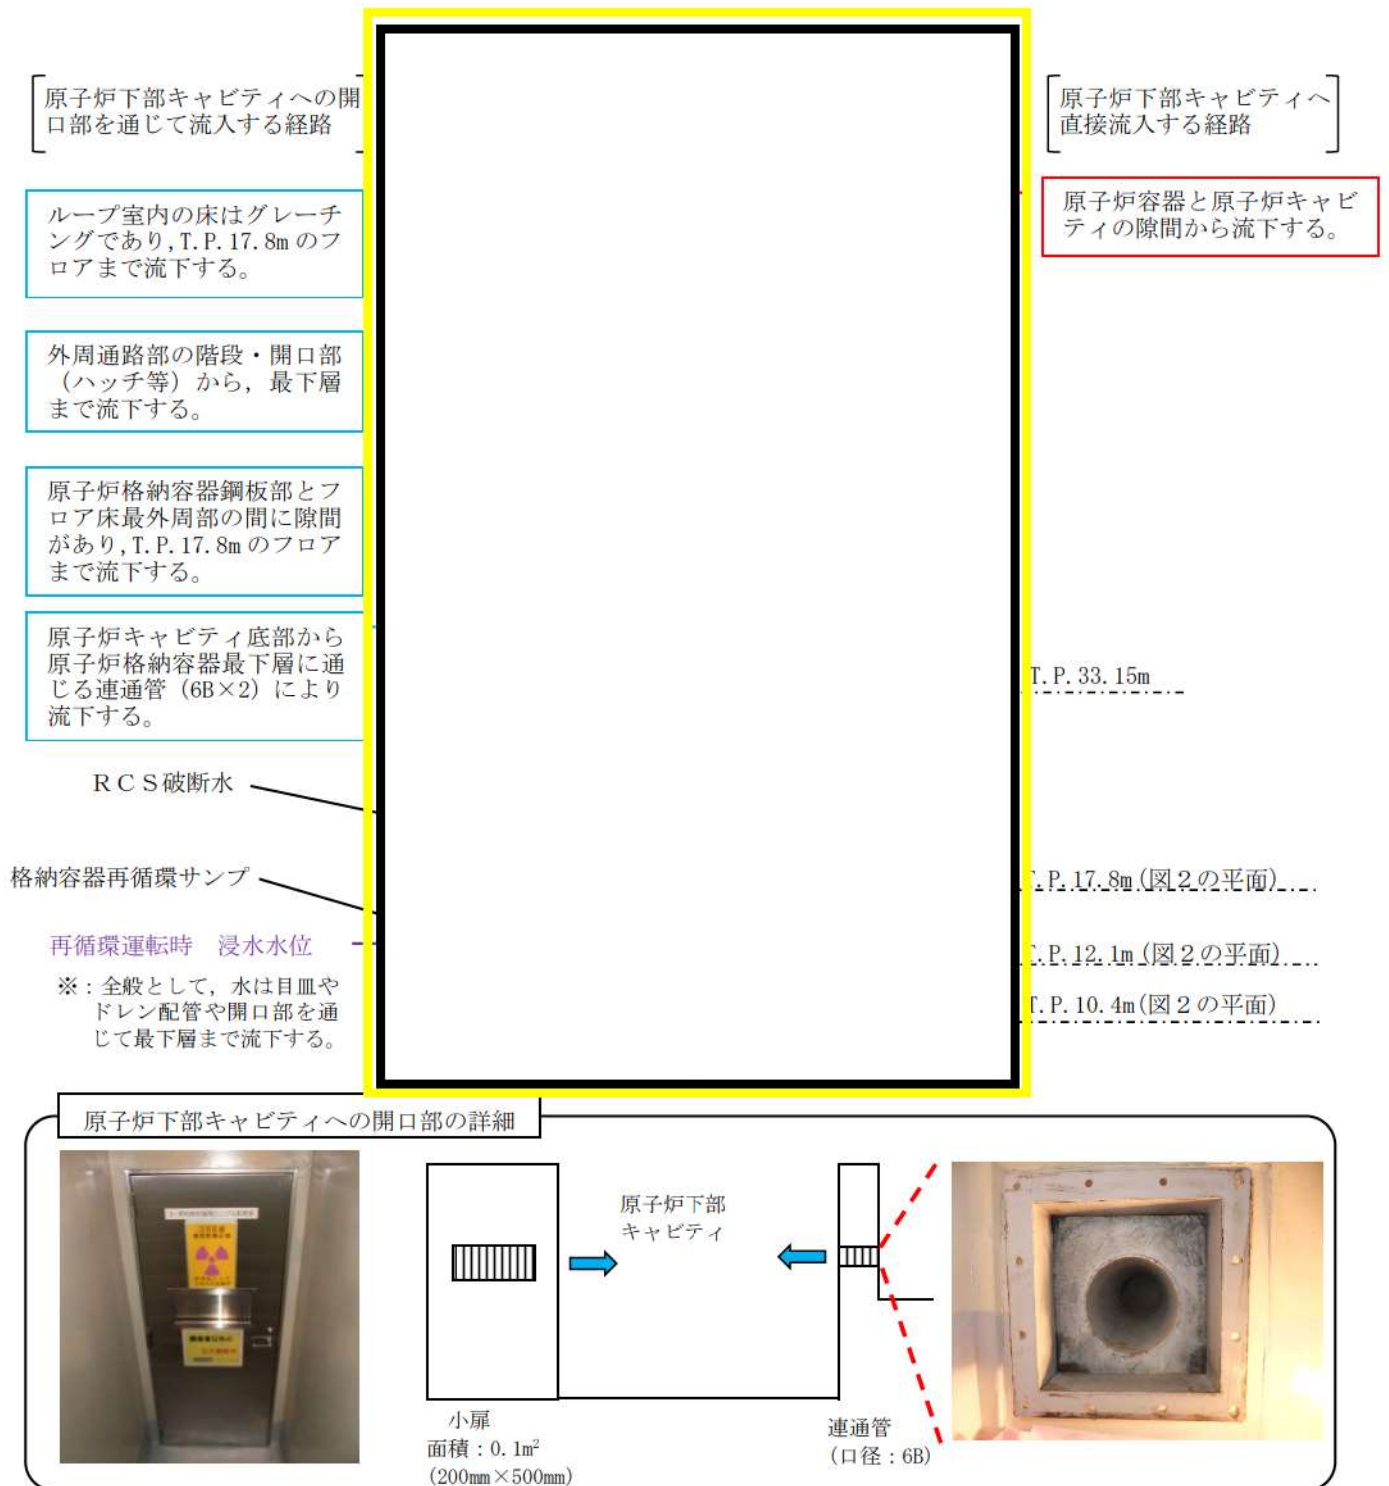 原子炉下部キャビティへの開
口部を通じて流入する経路
ループ室内の床はグレーチ
ングであり,T.P.17.8mのフ
ロアまで流下する。
外周通路部の階段・開口部
（ハッチ等）から，最下層
まで流下する。
原子炉格納容器鋼板部とフ
ロア床最外周部の間に隙間
があり,T.P.17.8mのフロア
まで流下する。
原子炉キャビティ底部から
原子炉格納容器最下層に通
じる連通管（6B×2）により
流下する。
ＲＣＳ破断水
格納容器再循環サンプ
再循環運転時　浸水水位
※：全般として，水は目皿や
ドレン配管や開口部を通
じて最下層まで流下する。
原子炉下部キャビティへ
直接流入する経路
原子炉容器と原子炉キャビ
ティの隙間から流下する。
T.P.33.15m
T.P.17.8m(図２の平面)
T.P.12.1m(図２の平面)
T.P.10.4m(図２の平面)
原子炉下部キャビティへの開口部の詳細
原子炉下部
キャビティ
小扉
面積：0.1m²
(200mm×500mm)
連通管
(口径：6B)